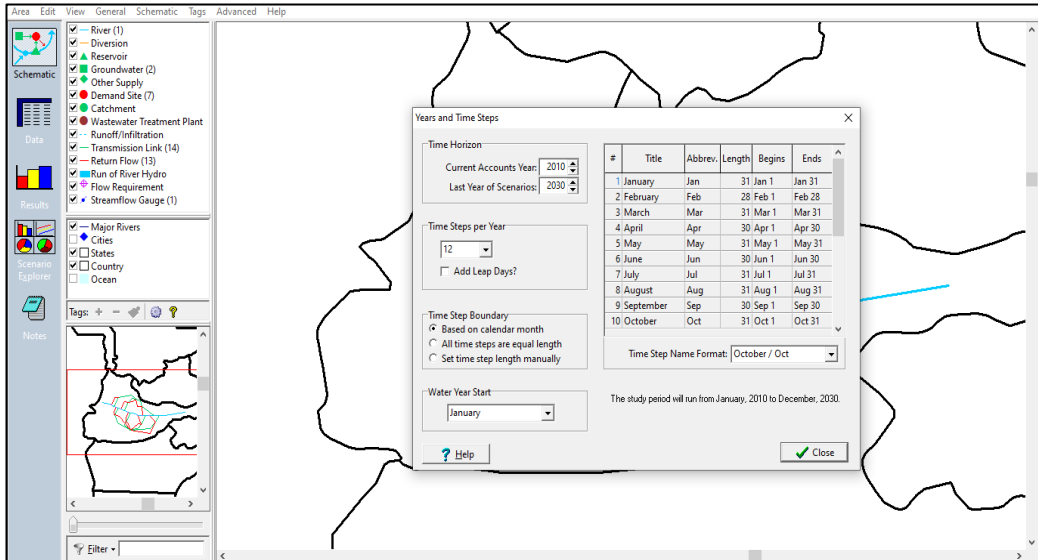 Area Edit View General Schematic Tags Advanced Help
Schematic
Data
Results
Scenario
Explorer
Notes
River (1)
Diversion
Reservoir
Groundwater (2)
Other Supply
Demand Site (7)
Catchment
Wastewater Treatment Plant
Runoff/Infiltration
Transmission Link (14)
Return Flow (13)
Run of River Hydro
Flow Requirement
Streamflow Gauge (1)
Major Rivers
Cities
States
Country
Ocean
Tags:
Filter
Years and Time Steps
Time Horizon
Current Accounts Year: 2010
Last Year of Scenarios: 2030
Time Steps per Year
12
Add Leap Days?
Time Step Boundary
Based on calendar month
All time steps are equal length
Set time step length manually
Water Year Start
January
Help
# Title Abbrev. Length Begins Ends
1 January Jan 31 Jan 1 Jan 31
2 February Feb 28 Feb 1 Feb 28
3 March Mar 31 Mar 1 Mar 31
4 April Apr 30 Apr 1 Apr 30
5 May May 31 May 1 May 31
6 June Jun 30 Jun 1 Jun 30
7 July Jul 31 Jul 1 Jul 31
8 August Aug 31 Aug 1 Aug 31
9 September Sep 30 Sep 1 Sep 30
10 October Oct 31 Oct 1 Oct 31
Time Step Name Format: October / Oct
The study period will run from January, 2010 to December, 2030.
Close